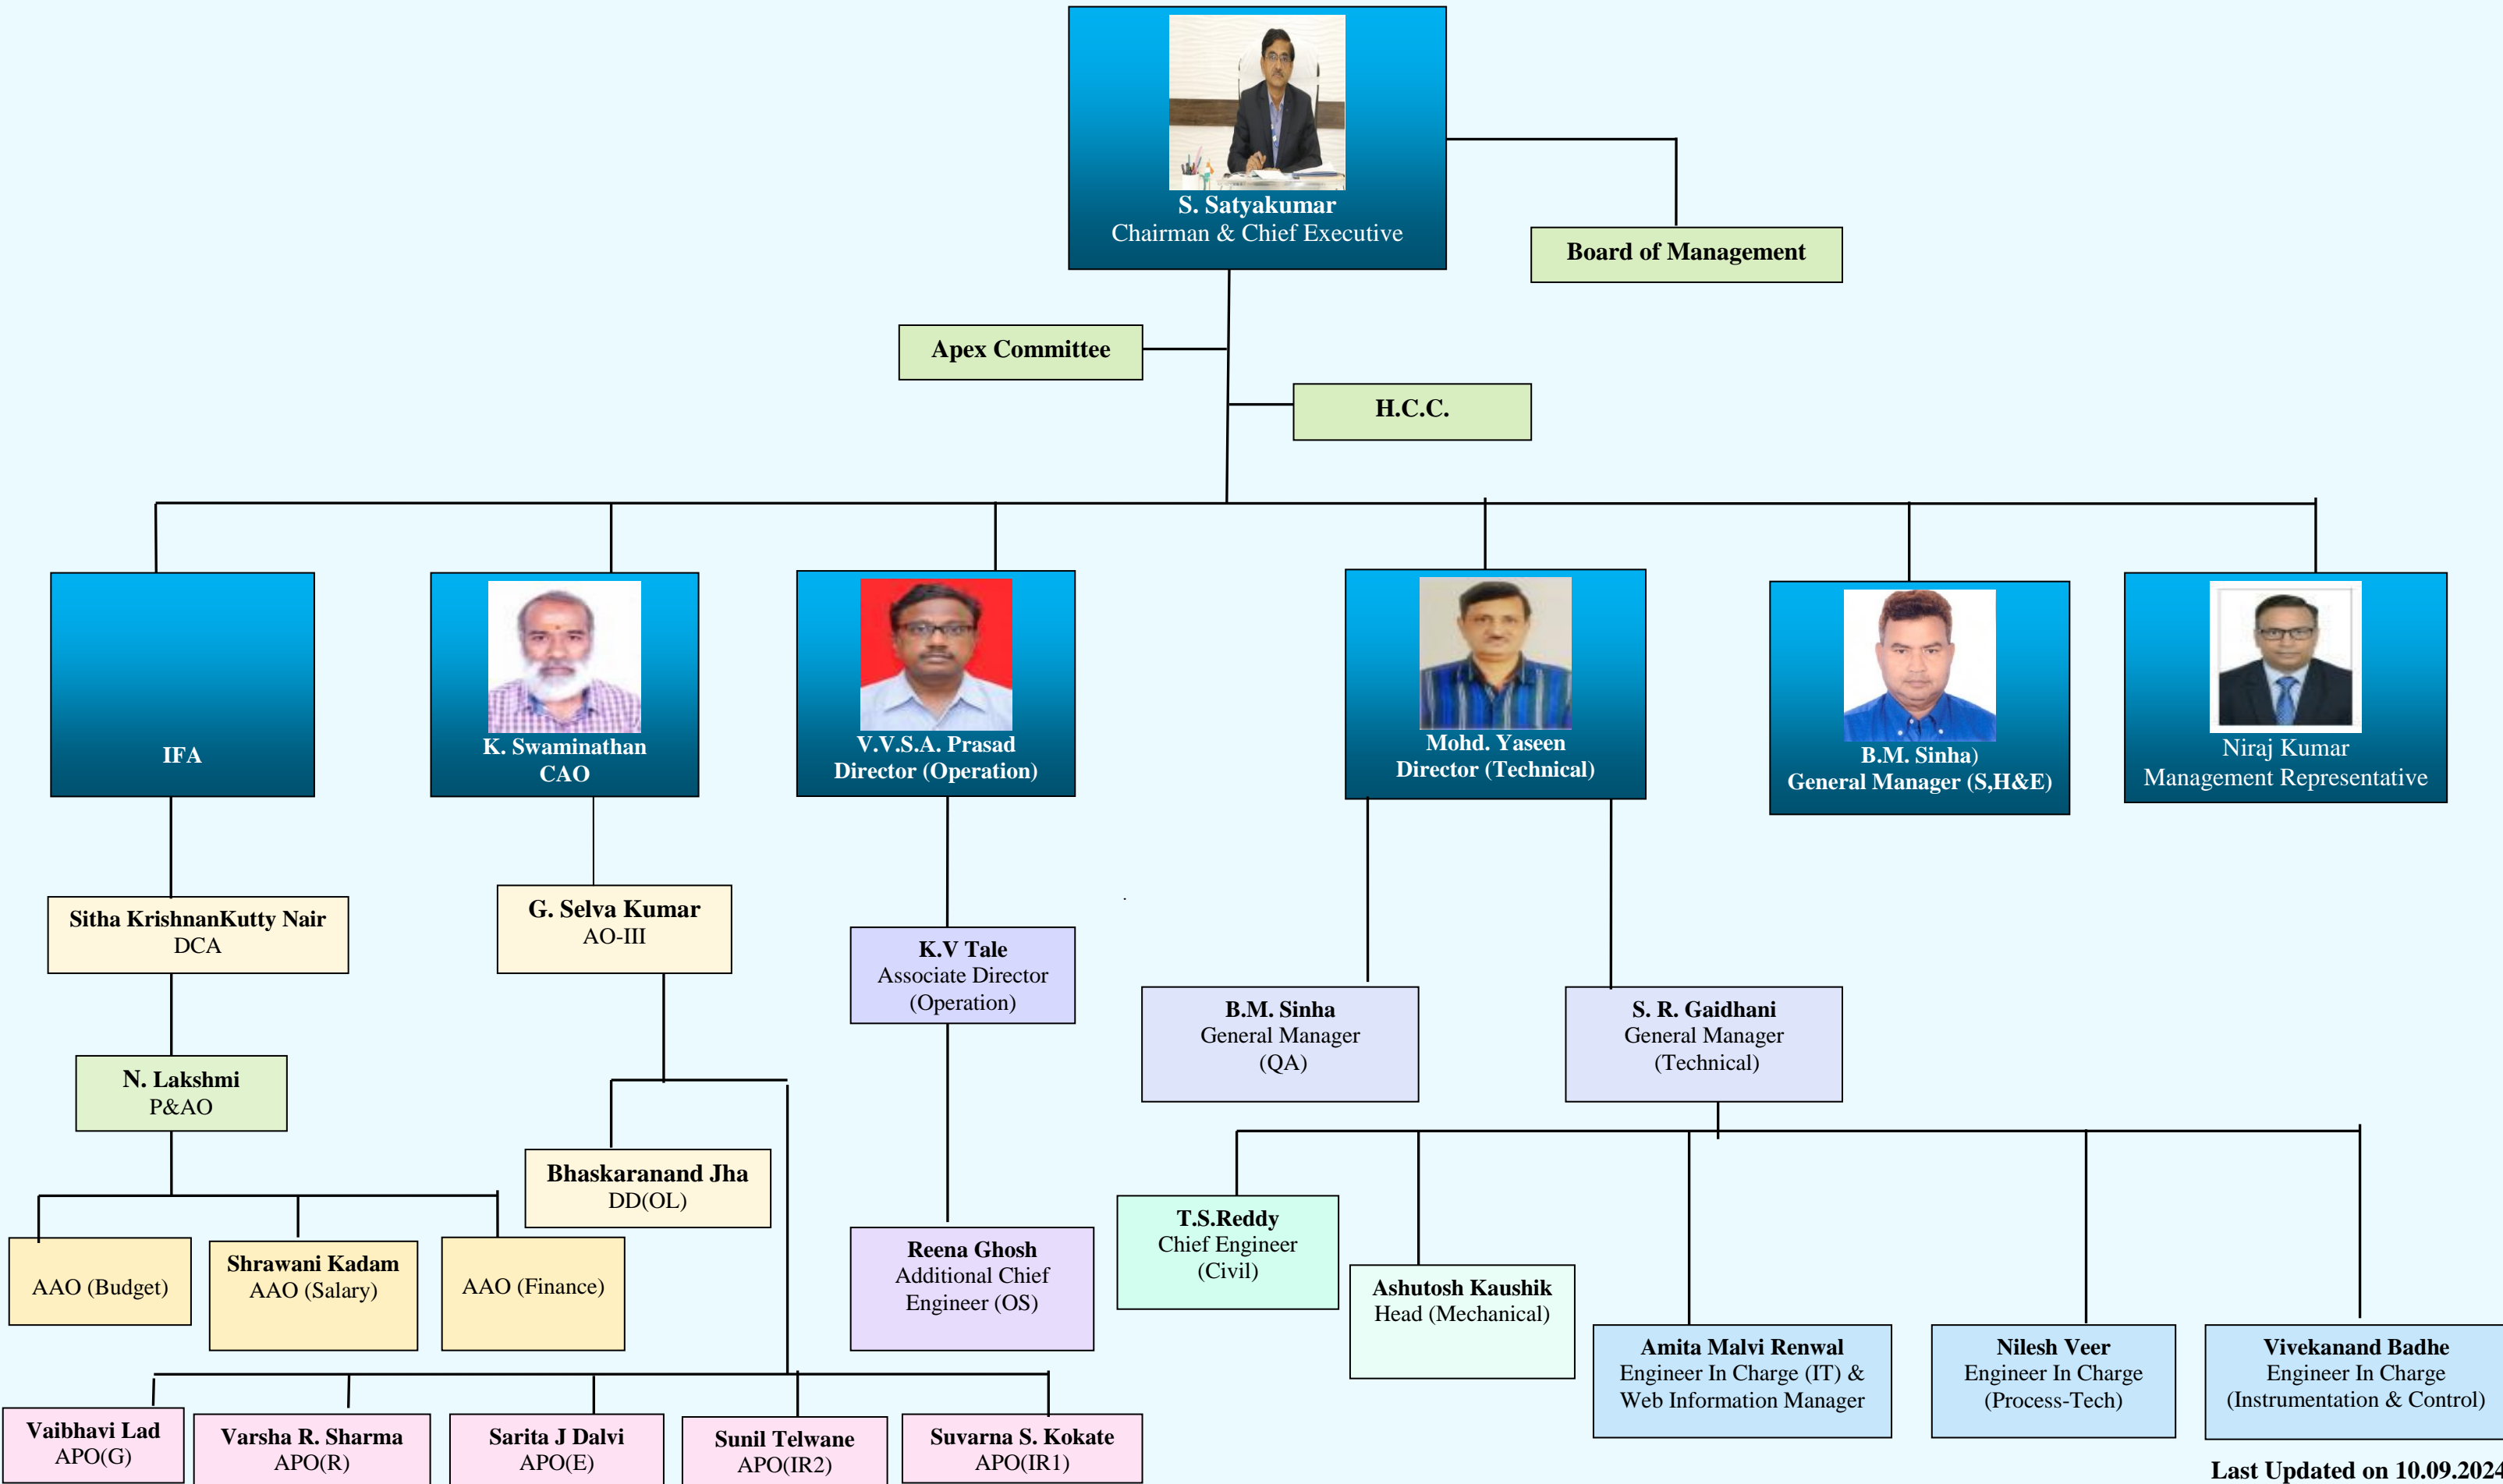 S. Satyakumar
Chairman & Chief Executive
Board of Management
Apex Committee
H.C.C.
IFA
K. Swaminathan
CAO
V.V.S.A. Prasad
Director (Operation)
Mohd. Yaseen
Director (Technical)
B.M. Sinha)
General Manager (S,H&E)
Niraj Kumar
Management Representative
Sitha KrishnanKutty Nair
DCA
G. Selva Kumar
AO-III
K.V Tale
Associate Director
(Operation)
B.M. Sinha
General Manager
(QA)
S. R. Gaidhani
General Manager
(Technical)
N. Lakshmi
P&AO
Bhaskaranand Jha
DD(OL)
AAO (Budget)
Shrawani Kadam
AAO (Salary)
AAO (Finance)
Reena Ghosh
Additional Chief
Engineer (OS)
T.S.Reddy
Chief Engineer
(Civil)
Ashutosh Kaushik
Head (Mechanical)
Amita Malvi Renwal
Engineer In Charge (IT) &
Web Information Manager
Nilesh Veer
Engineer In Charge
(Process-Tech)
Vivekanand Badhe
Engineer In Charge
(Instrumentation & Control)
Vaibhavi Lad
APO(G)
Varsha R. Sharma
APO(R)
Sarita J Dalvi
APO(E)
Sunil Telwane
APO(IR2)
Suvarna S. Kokate
APO(IR1)
Last Updated on 10.09.2024